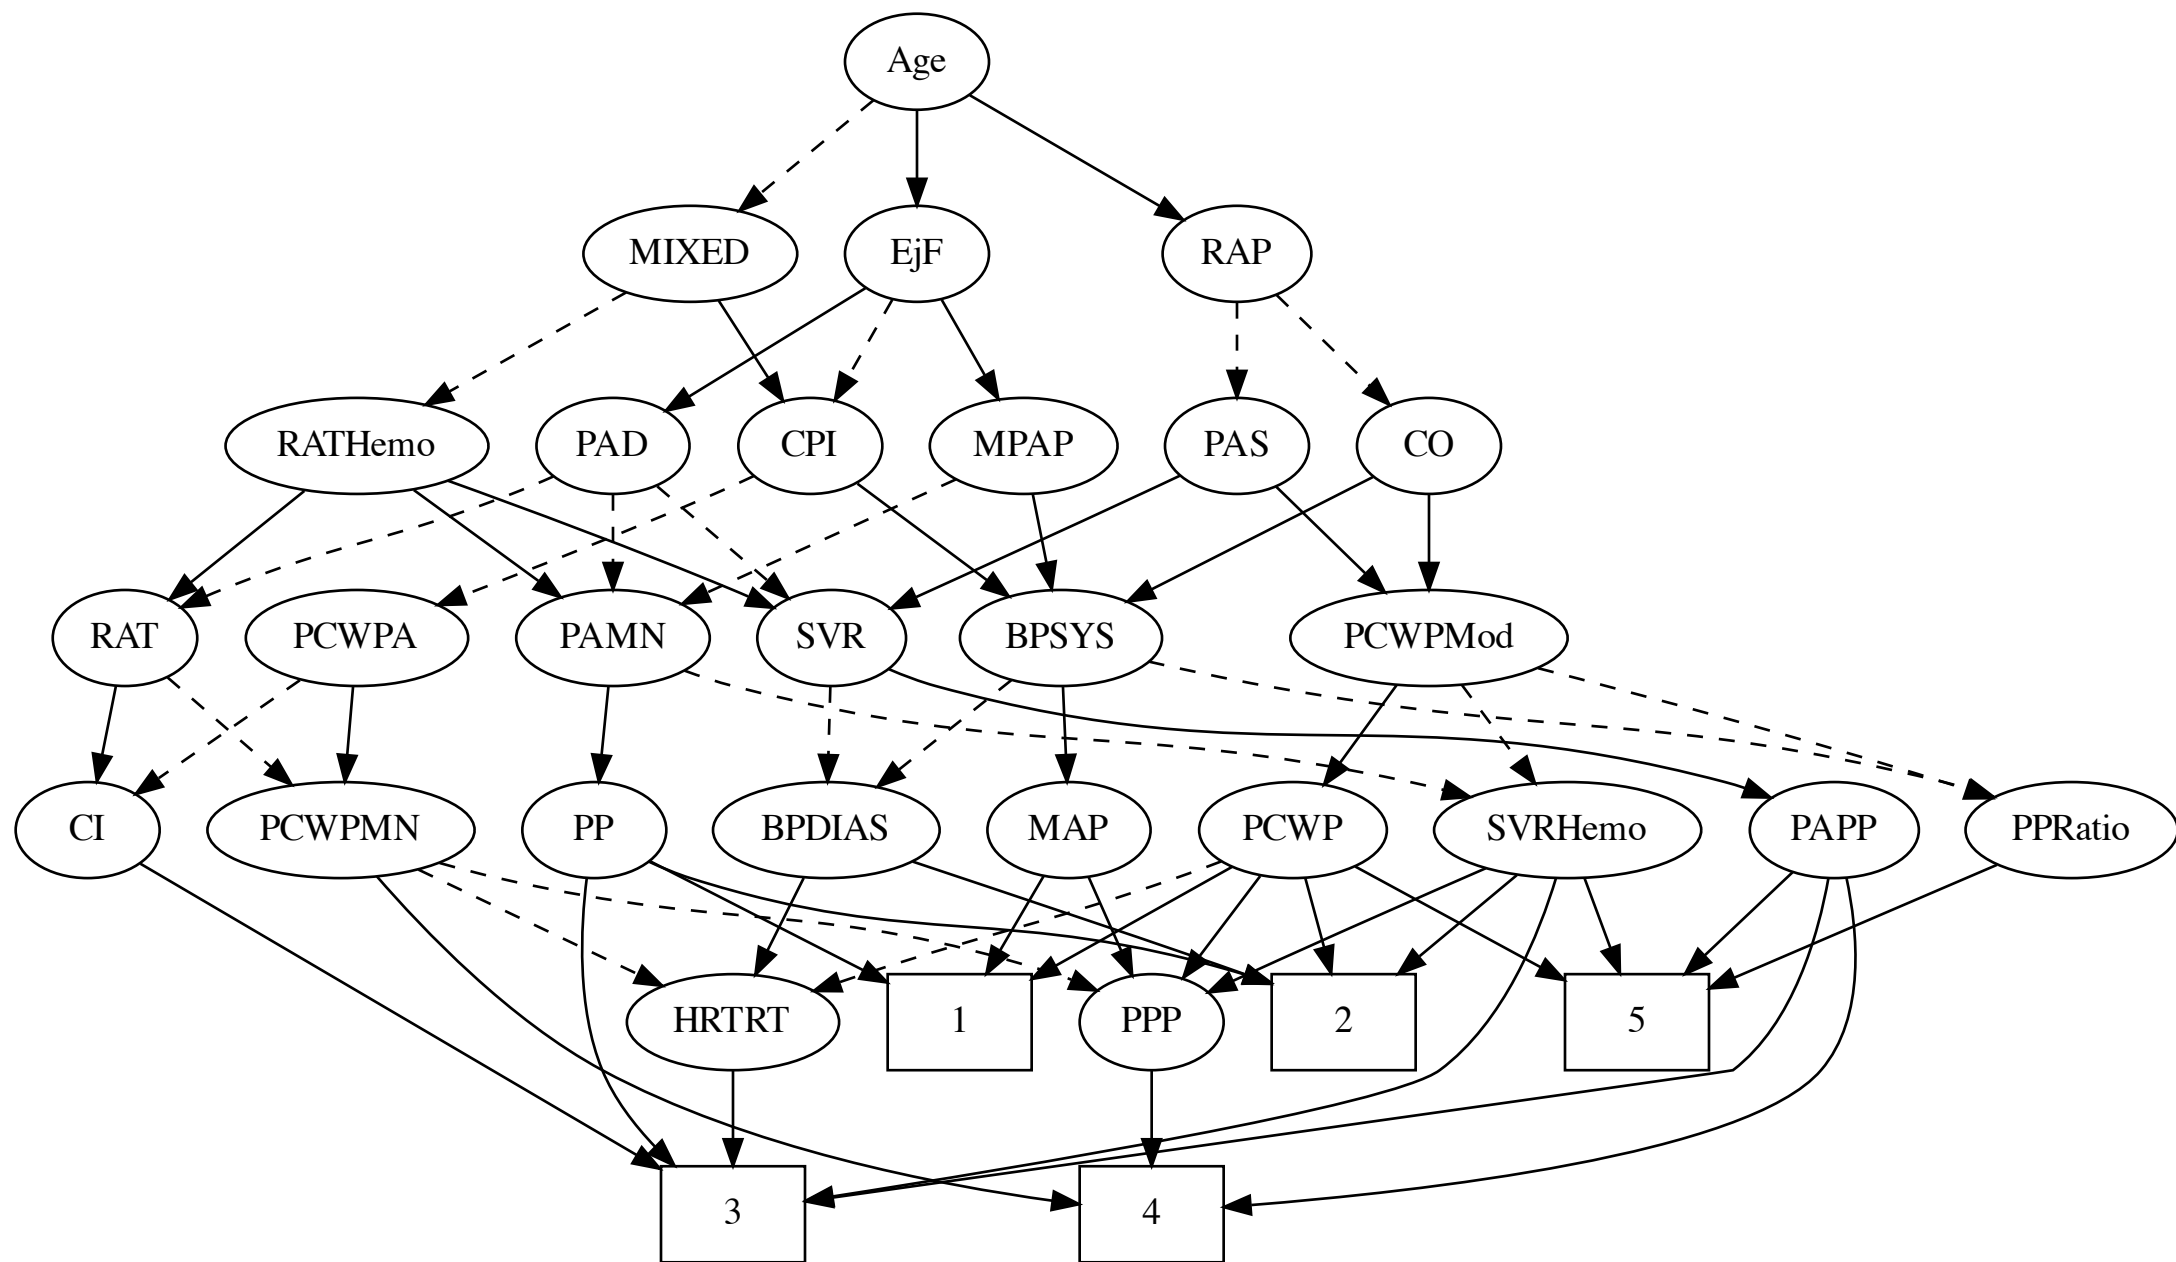 Age
MIXED
EjF
RAP
RATHemo
PAD
CPI
MPAP
PAS
CO
RAT
PCWPA
PAMN
SVR
BPSYS
PCWPMod
CI
PCWPMN
PP
BPDIAS
MAP
PCWP
SVRHemo
PAPP
PPRatio
HRTRT
1
PPP
2
5
3
4